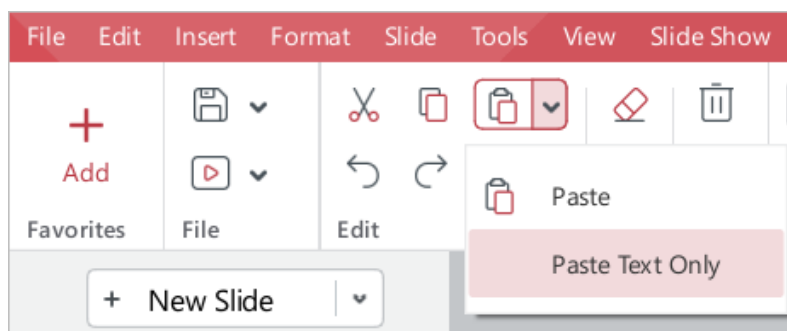 File Edit Insert Format Slide Tools View Slide Show
Add
Favorites File Edit
Paste
Paste Text Only
+ New Slide